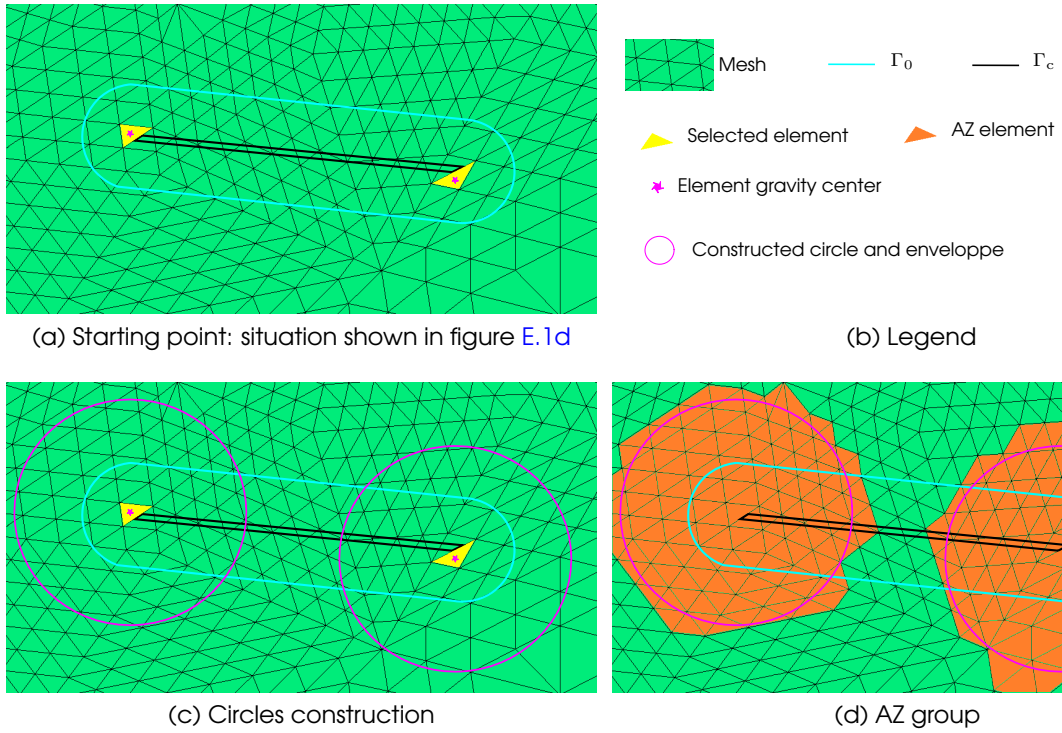 Mesh
Γ₀
Γc
Selected element
AZ element
Element gravity center
Constructed circle and enveloppe
(a) Starting point: situation shown in figure E.1d
(b) Legend
(c) Circles construction
(d) AZ group